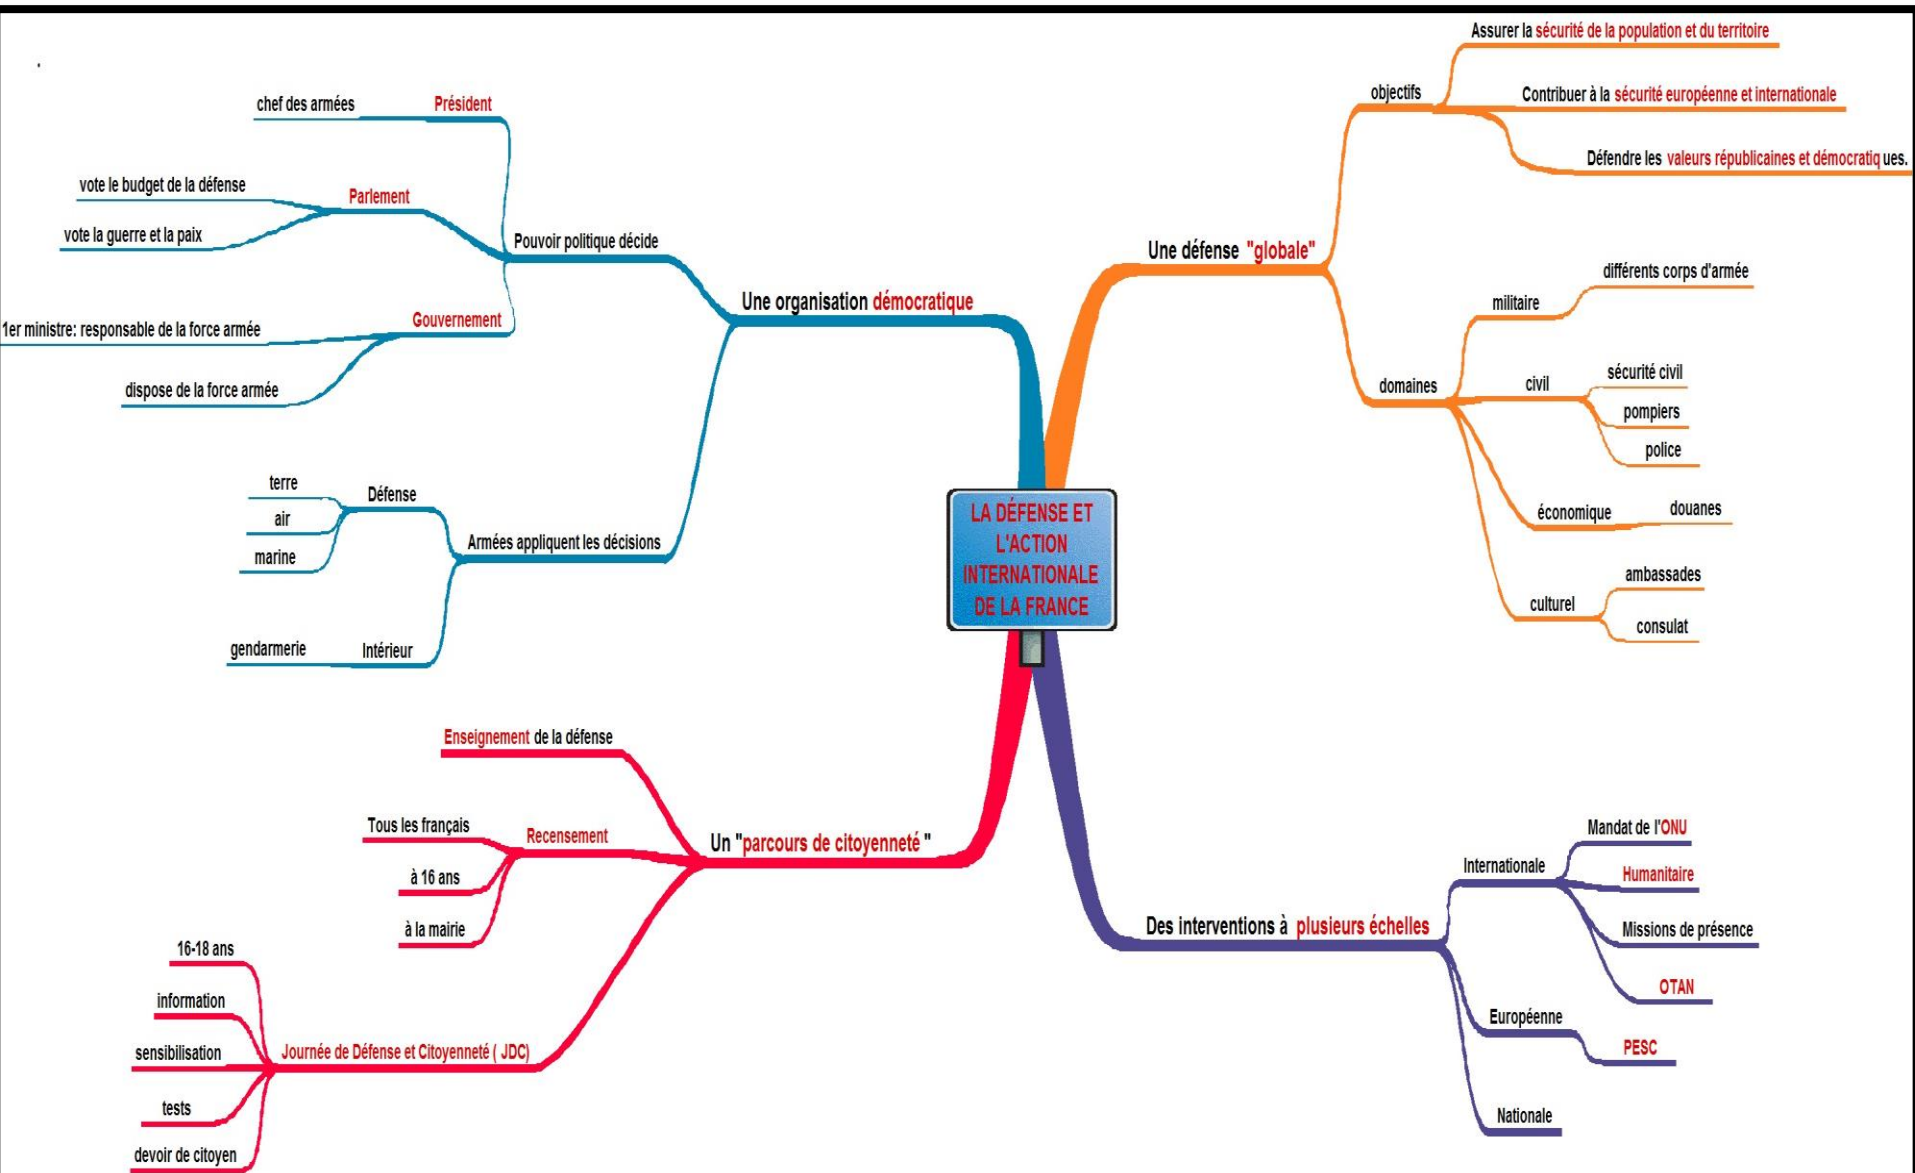 LA DÉFENSE ET
L'ACTION
INTERNATIONALE
DE LA FRANCE
Une organisation démocratique
Pouvoir politique décide
Président
chef des armées
Parlement
vote le budget de la défense
vote la guerre et la paix
Gouvernement
1er ministre: responsable de la force armée
dispose de la force armée
Armées appliquent les décisions
Défense
terre
air
marine
Intérieur
gendarmerie
Une défense "globale"
objectifs
Assurer la sécurité de la population et du territoire
Contribuer à la sécurité européenne et internationale
Défendre les valeurs républicaines et démocratiq ues.
domaines
militaire
différents corps d'armée
civil
sécurité civil
pompiers
police
économique
douanes
culturel
ambassades
consulat
Un "parcours de citoyenneté "
Enseignement de la défense
Recensement
Tous les français
à 16 ans
à la mairie
Journée de Défense et Citoyenneté ( JDC)
16-18 ans
information
sensibilisation
tests
devoir de citoyen
Des interventions à plusieurs échelles
Internationale
Mandat de l'ONU
Humanitaire
Missions de présence
OTAN
Européenne
PESC
Nationale